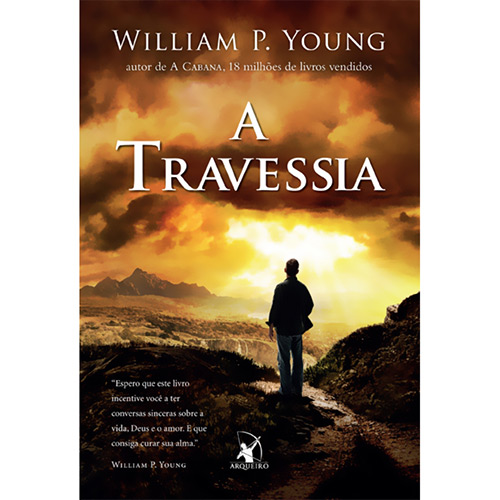 WILLIAM P. YOUNG
autor de A CABANA, 18 milhões de livros vendidos
A
TRAVESSIA
"Espero que este livro
incentive você a ter
conversas sinceras sobre a
vida, Deus e o amor. E que
consiga curar sua alma."
WILLIAM P. YOUNG
ARQUEIRO